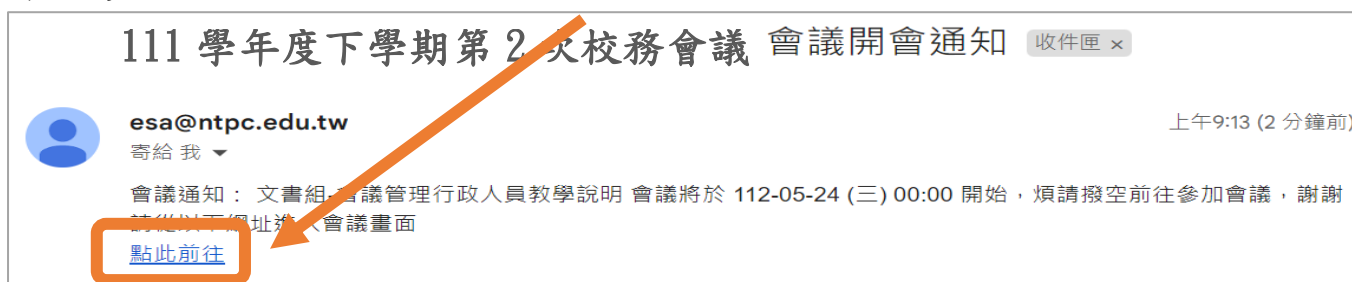 111 學年度下學期第 2 次校務會議 會議開會通知 收件匣 ×
esa@ntpc.edu.tw
上午9:13 (2 分鐘前)
寄給 我
會議通知： 文書組-會議管理行政人員教學說明 會議將於 112-05-24 (三) 00:00 開始，煩請撥空前往參加會議，謝謝
請從以下網址進入會議畫面
點此前往